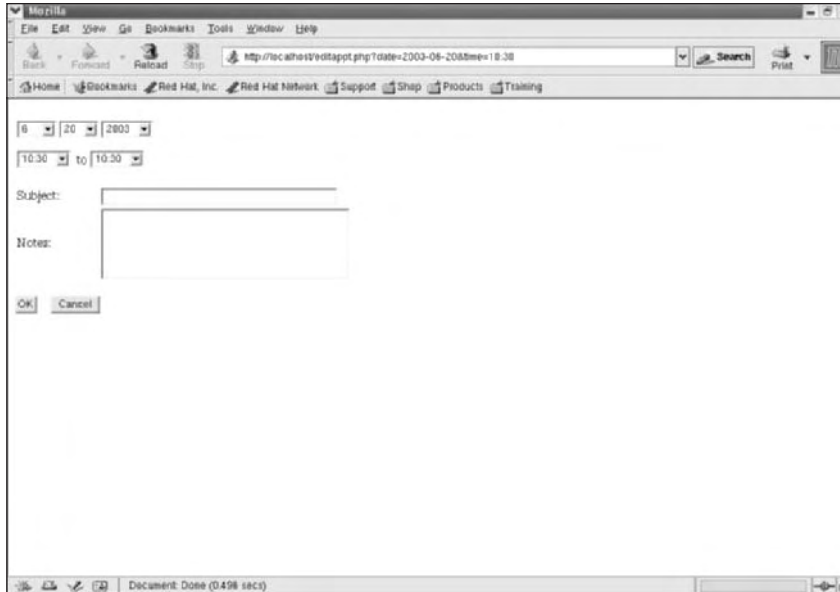 Mozilla
File Edit View Go Bookmarks Tools Window Help
Back Forward Reload Stop http://localhost/editappt.php?date=2003-06-20&time=10:30 Search Print
Home Bookmarks Red Hat, Inc. Red Hat Network Support Shop Products Training
6 20 2003
10:30 to 10:30
Subject:
Notes:
OK Cancel
Document: Done (0.496 secs)